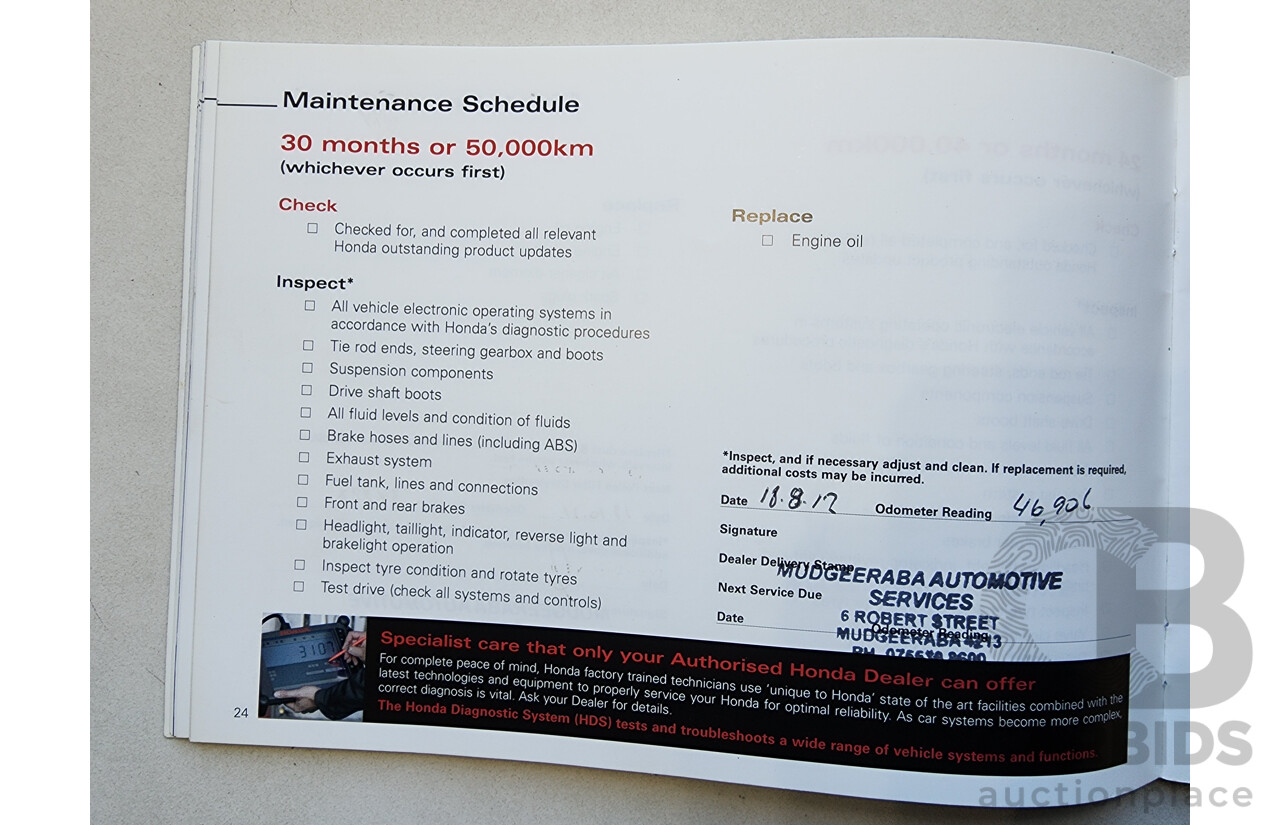 Maintenance Schedule
30 months or 50,000km
(whichever occurs first)
Check
Checked for, and completed all relevant
Honda outstanding product updates
Inspect*
All vehicle electronic operating systems in
accordance with Honda's diagnostic procedures
Tie rod ends, steering gearbox and boots
Suspension components
Drive shaft boots
All fluid levels and condition of fluids
Brake hoses and lines (including ABS)
Exhaust system
Fuel tank, lines and connections
Front and rear brakes
Headlight, taillight, indicator, reverse light and
brakelight operation
Inspect tyre condition and rotate tyres
Test drive (check all systems and controls)
Replace
Engine oil
*Inspect, and if necessary adjust and clean. If replacement is required,
additional costs may be incurred.
Date 18.8.17 Odometer Reading 46,906
Signature
Dealer Delivery Stamp
MUDGEERABA AUTOMOTIVE
SERVICES
Next Service Due
6 ROBERT STREET
Date Odometer Reading
MUDGEERABA 4213
PH
3107
Specialist care that only your Authorised Honda Dealer can offer
For complete peace of mind, Honda factory trained technicians use 'unique to Honda' state of the art facilities combined with the
latest technologies and equipment to properly service your Honda for optimal reliability. As car systems become more complex,
correct diagnosis is vital. Ask your Dealer for details.
The Honda Diagnostic System (HDS) tests and troubleshoots a wide range of vehicle systems and functions.
24
BIDS
auctionplace